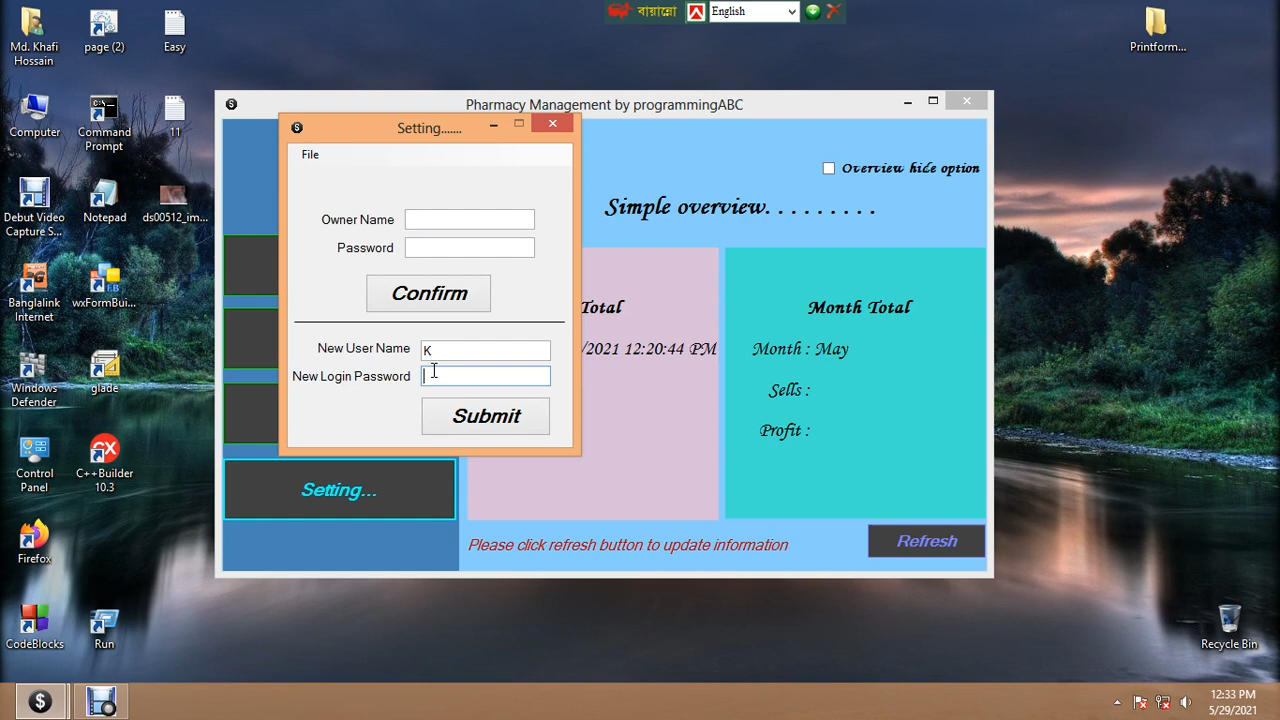 বায়ান্নো
English
Md. Khafi
Hossain
page (2)
Easy
Printform...
Computer
Command
Prompt
11
Debut Video
Capture S...
Notepad
ds00512_im...
Banglalink
Internet
wxFormBui...
Windows
Defender
glade
Control
Panel
C++Builder
10.3
Firefox
CodeBlocks
Run
Recycle Bin
Pharmacy Management by programmingABC
Overview hide option
Simple overview. . . . . . . . .
Total
/2021 12:20:44 PM
Month Total
Month : May
Sells :
Profit :
Setting...
Please click refresh button to update information
Refresh
Setting.......
File
Owner Name
Password
Confirm
New User Name
K
New Login Password
Submit
12:33 PM
5/29/2021